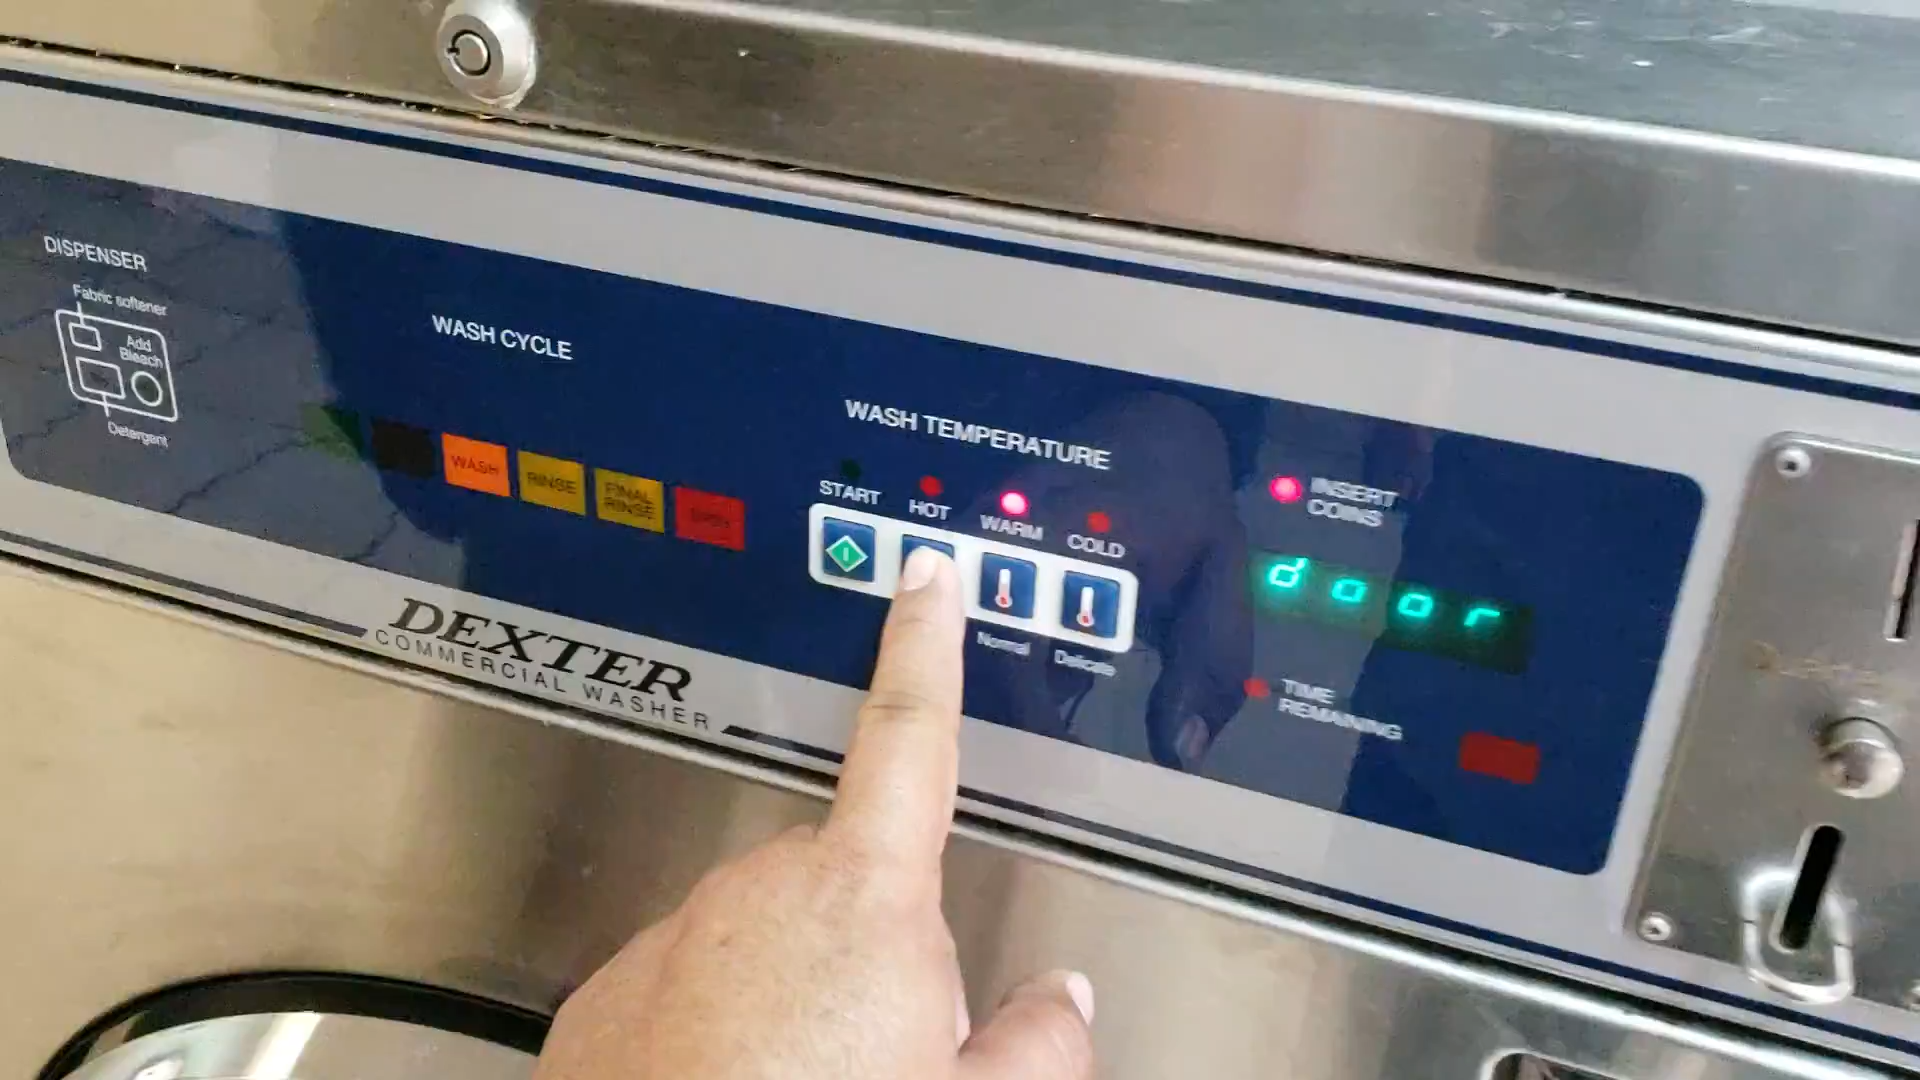 DISPENSER
Fabric softener
Add
Bleach
Detergent
WASH CYCLE
WASH
RINSE
FINAL
RINSE
SPIN
WASH TEMPERATURE
START
HOT
WARM
COLD
Normal
Delicate
INSERT
COINS
door
TIME
REMAINING
DEXTER
COMMERCIAL WASHER